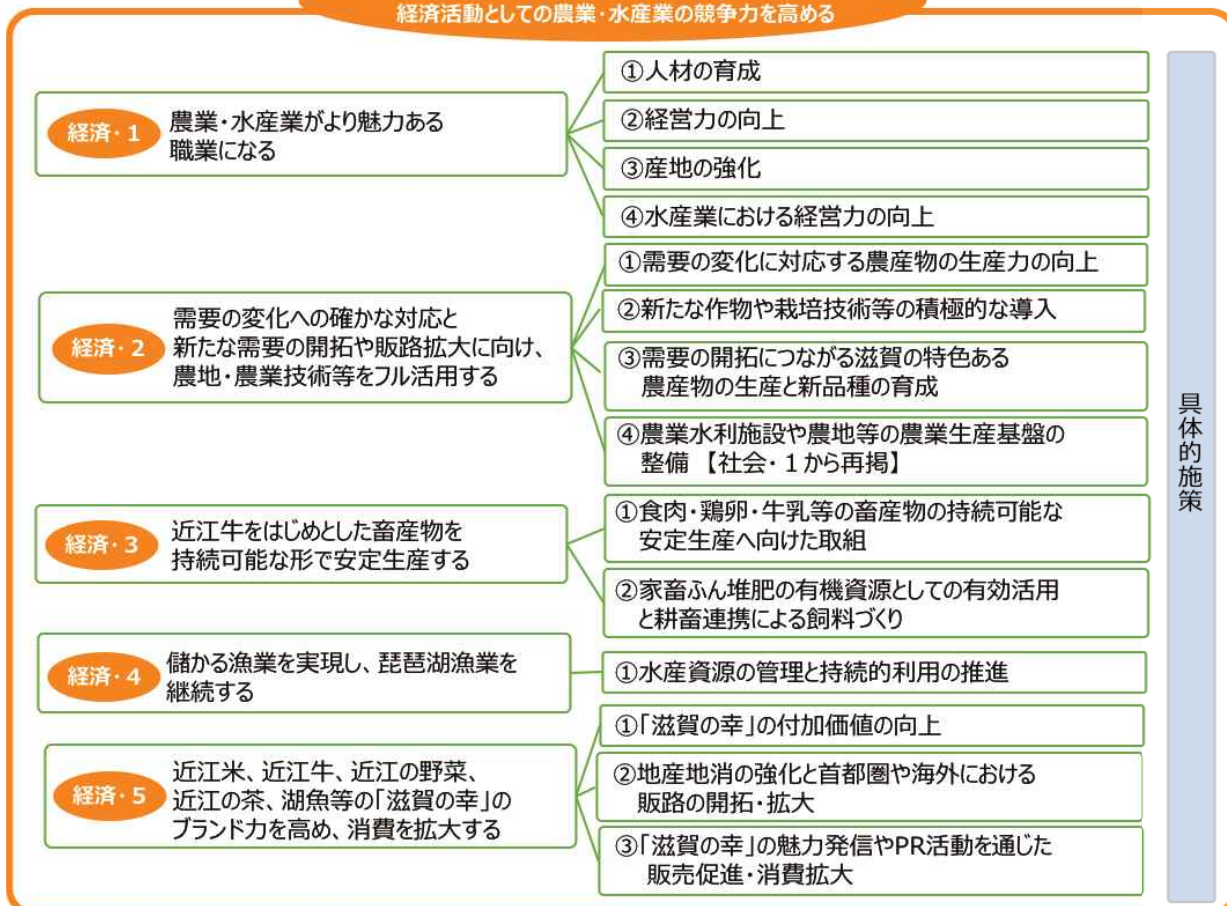 経済活動としての農業・水産業の競争力を高める
経済・1
農業・水産業がより魅力ある
職業になる
①人材の育成
②経営力の向上
③産地の強化
④水産業における経営力の向上
経済・2
需要の変化への確かな対応と
新たな需要の開拓や販路拡大に向け、
農地・農業技術等をフル活用する
①需要の変化に対応する農産物の生産力の向上
②新たな作物や栽培技術等の積極的な導入
③需要の開拓につながる滋賀の特色ある
農産物の生産と新品種の育成
④農業水利施設や農地等の農業生産基盤の
整備 【社会・1から再掲】
経済・3
近江牛をはじめとした畜産物を
持続可能な形で安定生産する
①食肉・鶏卵・牛乳等の畜産物の持続可能な
安定生産へ向けた取組
②家畜ふん堆肥の有機資源としての有効活用
と耕畜連携による飼料づくり
経済・4
儲かる漁業を実現し、琵琶湖漁業を
継続する
①水産資源の管理と持続的利用の推進
経済・5
近江米、近江牛、近江の野菜、
近江の茶、湖魚等の「滋賀の幸」の
ブランド力を高め、消費を拡大する
①「滋賀の幸」の付加価値の向上
②地産地消の強化と首都圏や海外における
販路の開拓・拡大
③「滋賀の幸」の魅力発信やPR活動を通じた
販売促進・消費拡大
具体的施策